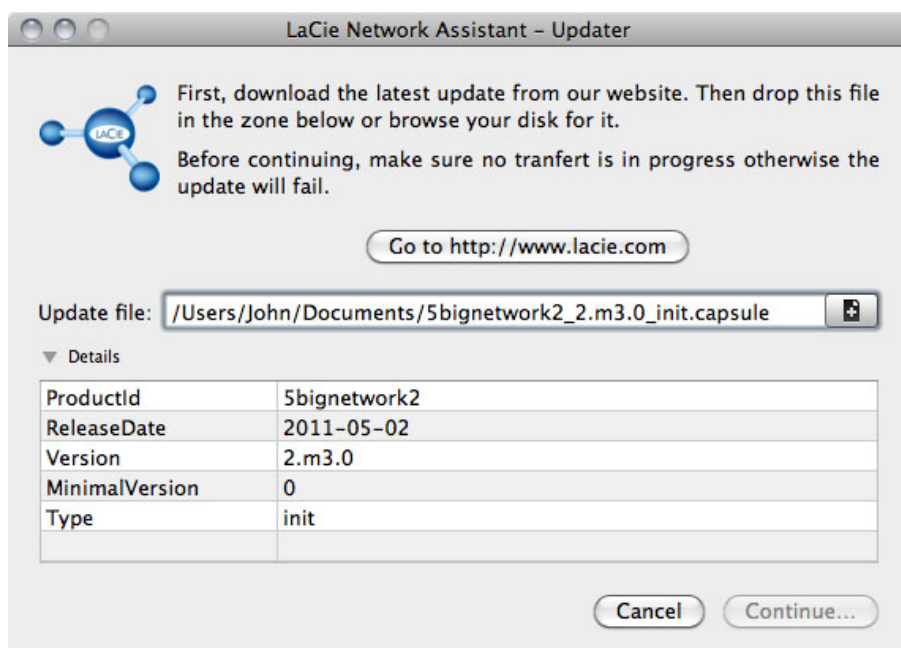 LaCie Network Assistant – Updater
LACIE
First, download the latest update from our website. Then drop this file
in the zone below or browse your disk for it.
Before continuing, make sure no tranfert is in progress otherwise the
update will fail.
Go to http://www.lacie.com
Update file: /Users/John/Documents/5bignetwork2_2.m3.0_init.capsule
Details
ProductId 5bignetwork2
ReleaseDate 2011-05-02
Version 2.m3.0
MinimalVersion 0
Type init
Cancel Continue...